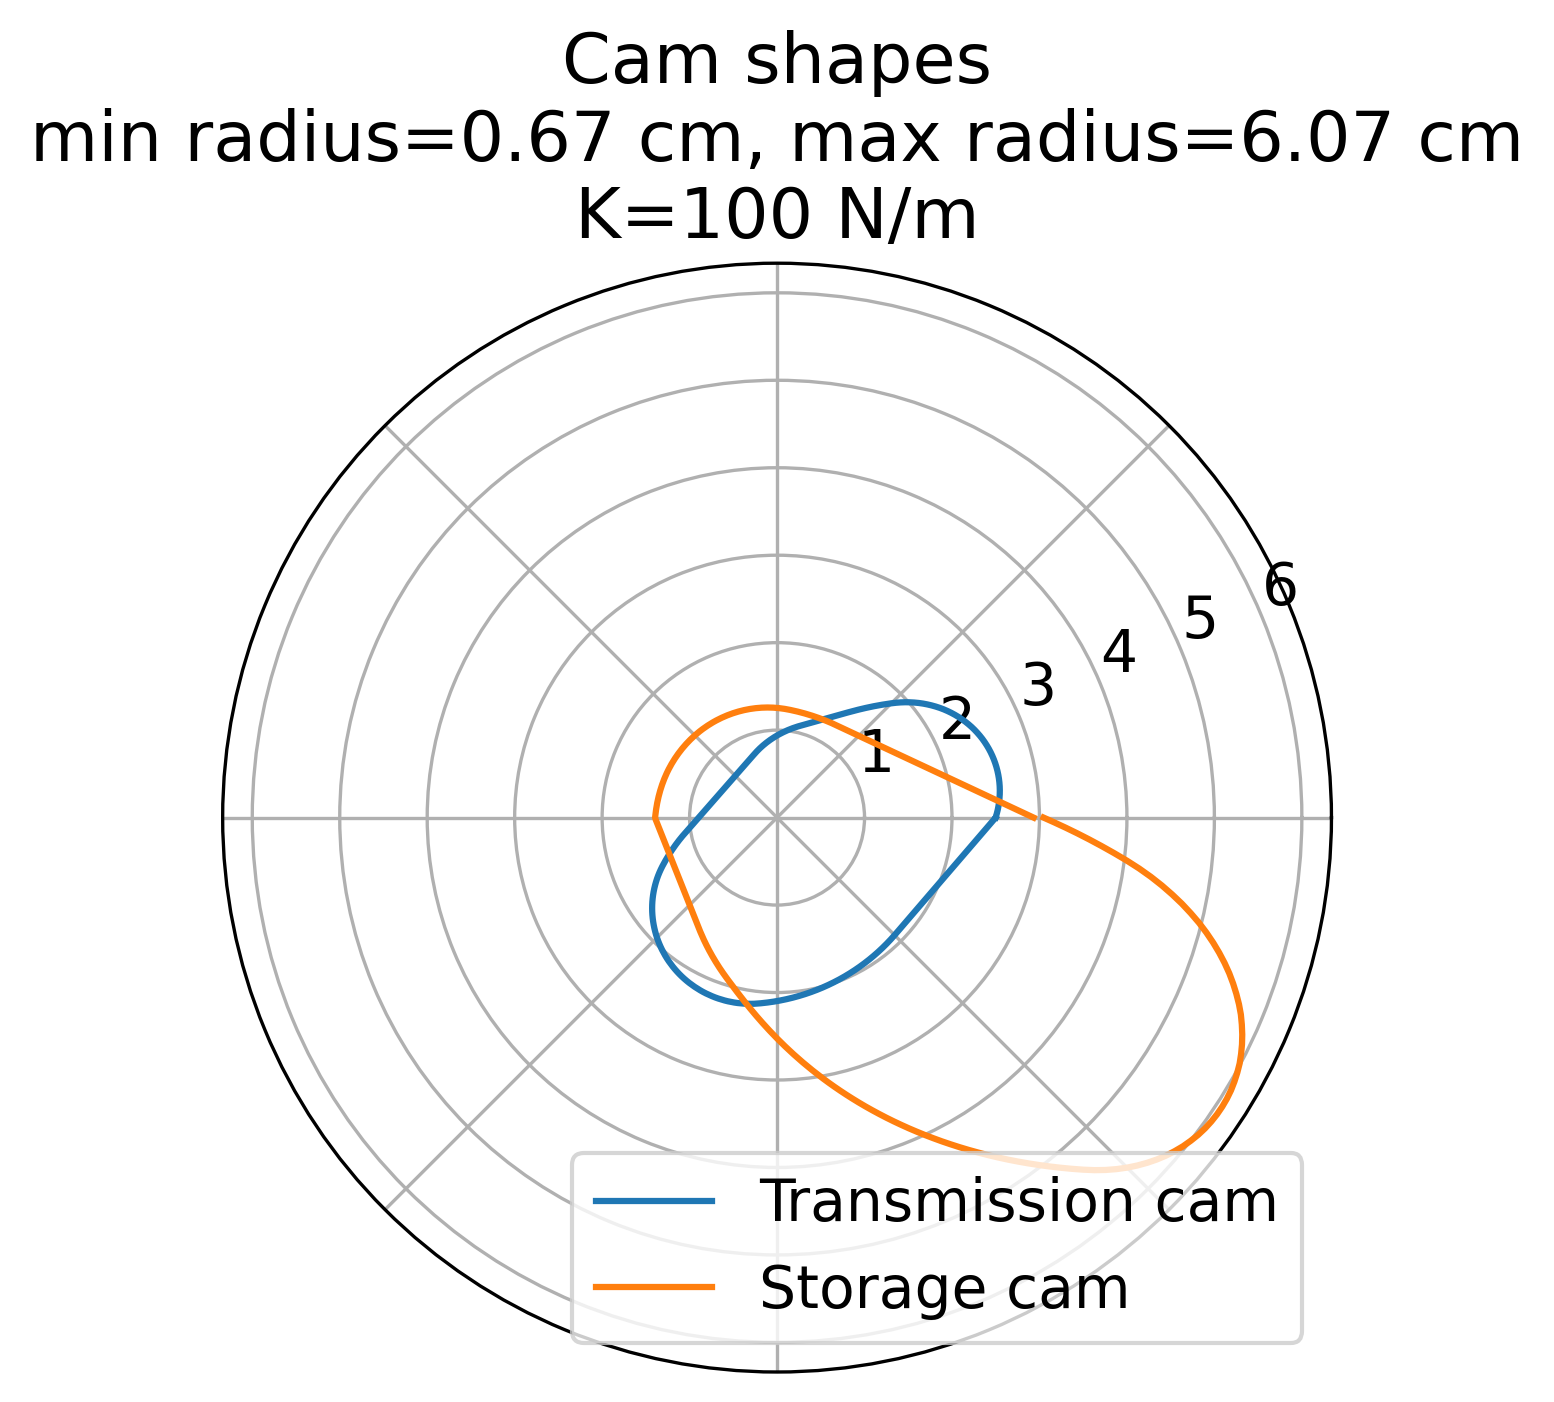 Cam shapes
min radius=0.67 cm, max radius=6.07 cm
K=100 N/m
6
5
4
3
2
1
Transmission cam
Storage cam